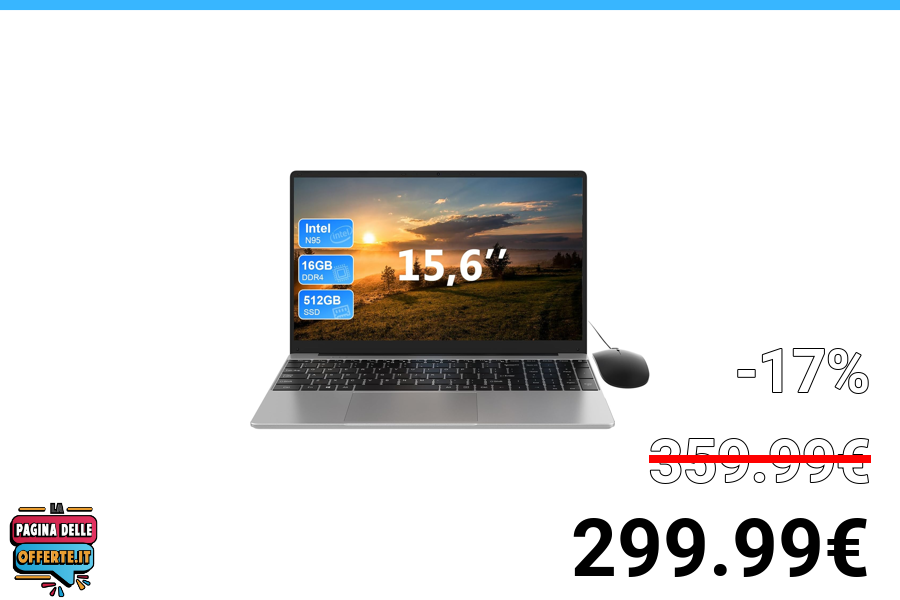 Intel
N95
16GB
DDR4
512GB
SSD
15,6’’
-17%
359.99€
299.99€
LA
PAGINA DELLE
OFFERTE.IT